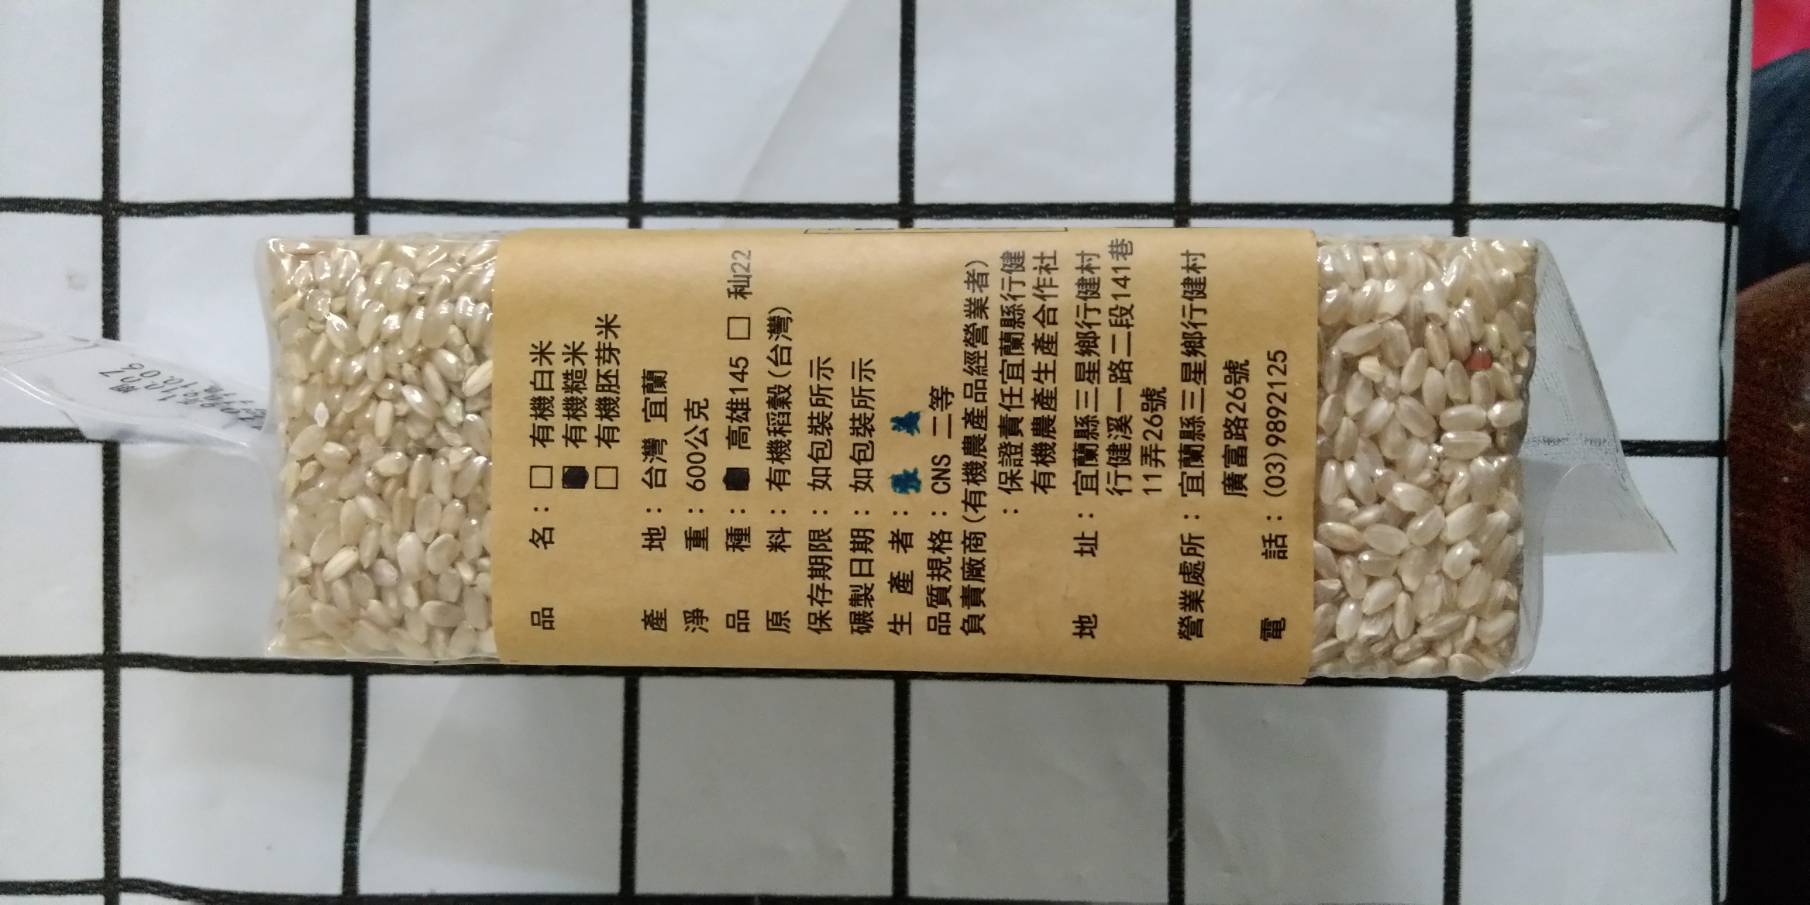 品 名：□ 有機白米
■ 有機糙米
□ 有機胚芽米
產 地：台灣 宜蘭
淨 重：600公克
品 種：■ 高雄145 □ 秈22
原 料：有機稻穀(台灣)
保存期限：如包裝所示
碾製日期：如包裝所示
生 產 者：張 美
品質規格：CNS 二等
負責廠商(有機農產品經營業者)
：保證責任宜蘭縣行健
有機農產生產合作社
地 址：宜蘭縣三星鄉行健村
行健溪一路二段141巷
11弄26號
營業處所：宜蘭縣三星鄉行健村
廣富路26號
電 話：(03)9892125